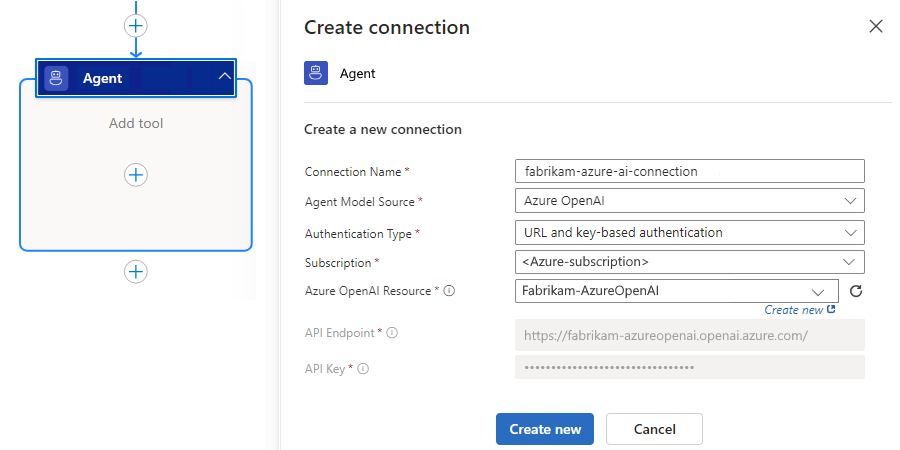 Agent
Add tool
Create connection
Agent
Create a new connection
Connection Name * fabrikam-azure-ai-connection
Agent Model Source * Azure OpenAI
Authentication Type * URL and key-based authentication
Subscription * <Azure-subscription>
Azure OpenAI Resource * Fabrikam-AzureOpenAI
Create new
API Endpoint * https://fabrikam-azureopenai.openai.azure.com/
API Key * ••••••••••••••••••••••••••••••••
Create new Cancel